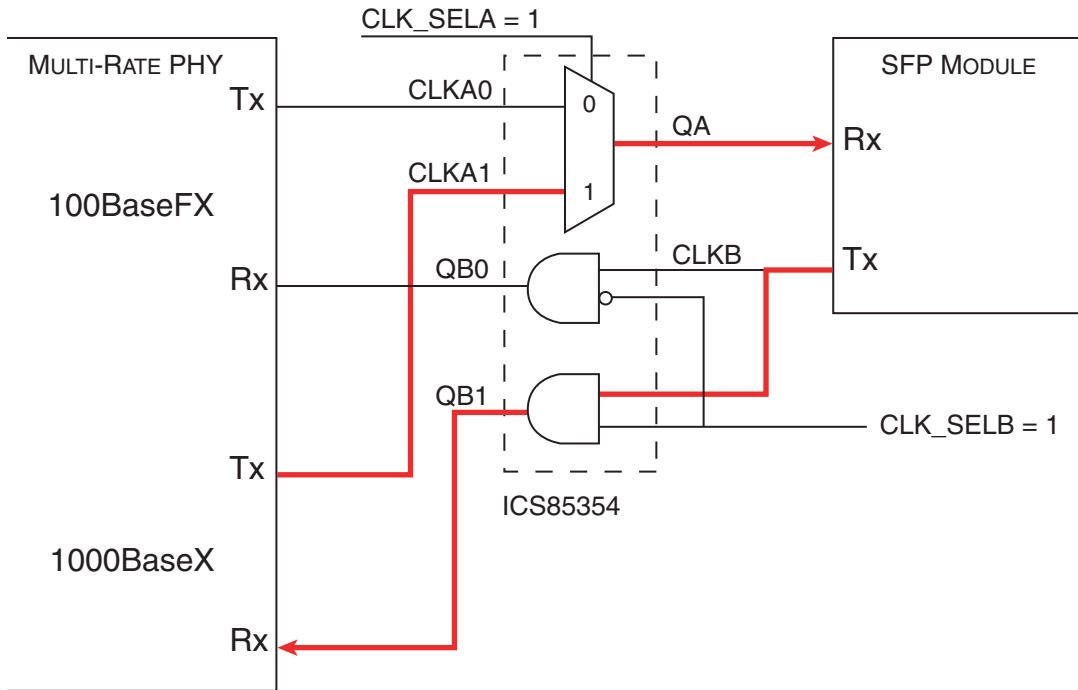 CLK_SELA = 1
MULTI-RATE PHY
SFP MODULE
Tx
CLKA0
0
QA
Rx
CLKA1
1
100BaseFX
Rx
QB0
CLKB
Tx
QB1
CLK_SELB = 1
Tx
ICS85354
1000BaseX
Rx